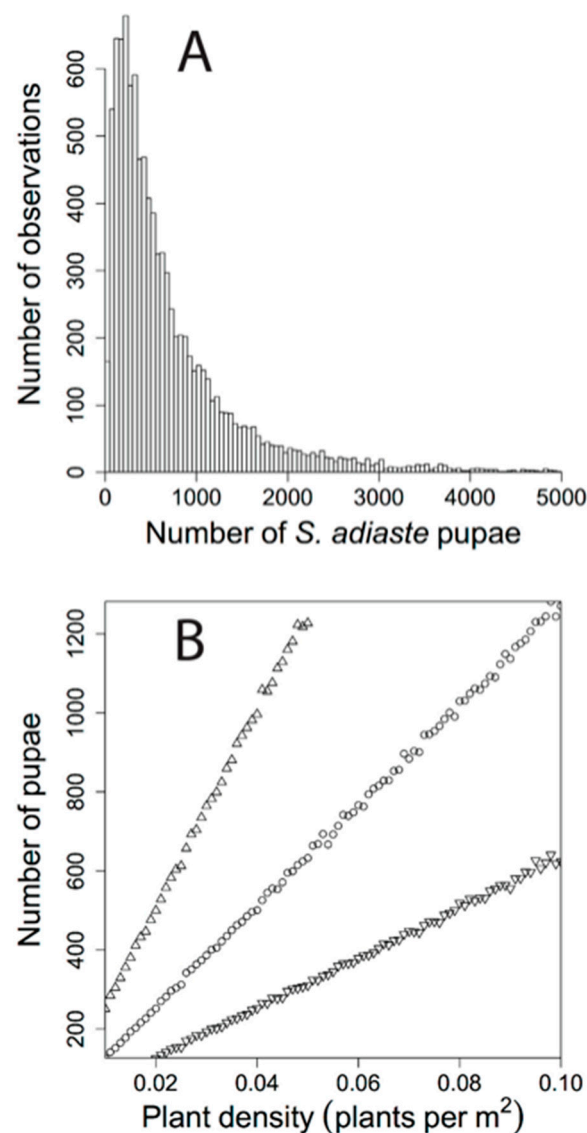 A
Number of observations
600
500
400
300
200
100
0
0 1000 2000 3000 4000 5000
Number of S. adiaste pupae
B
Number of pupae
1200
1000
800
600
400
200
0.02 0.04 0.06 0.08 0.10
Plant density (plants per m²)